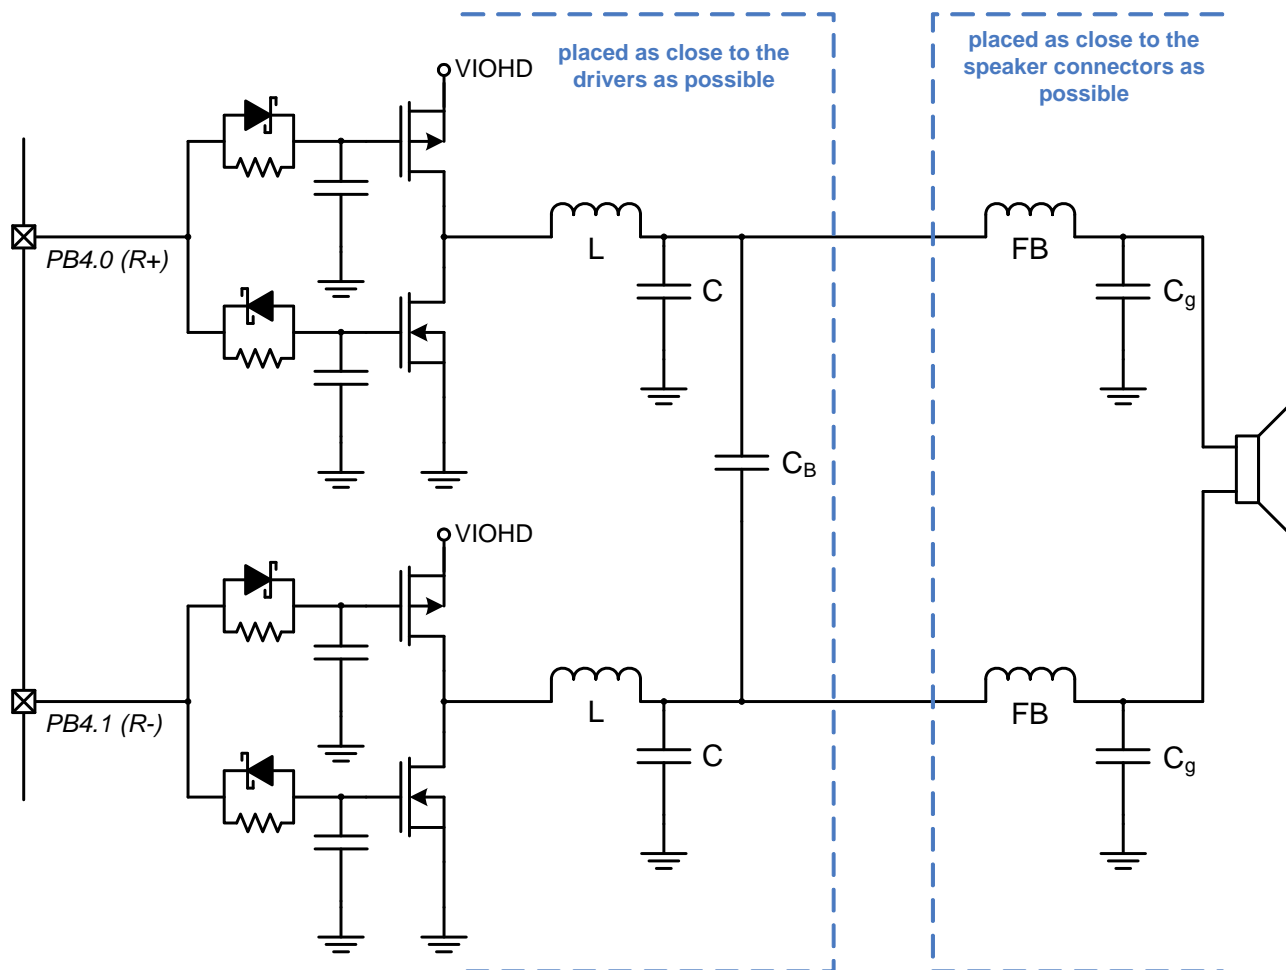 placed as close to the
drivers as possible
placed as close to the
speaker connectors as
possible
VIOHD
PB4.0 (R+)
L
C
FB
Cg
CB
VIOHD
PB4.1 (R-)
L
C
FB
Cg